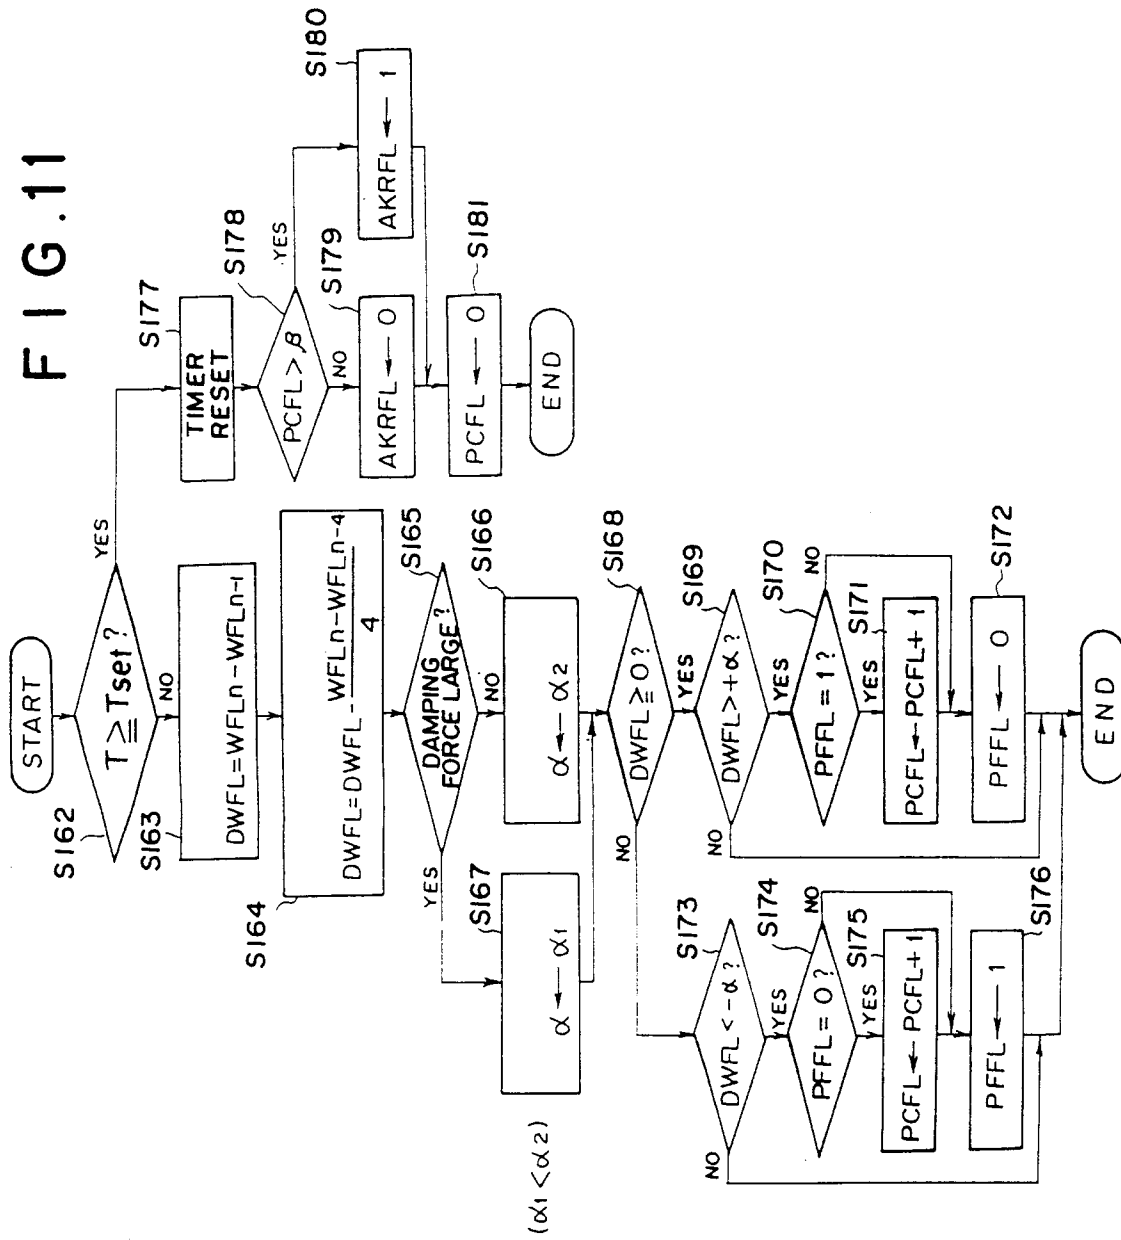 FIG.11
START
S162
T ≧ Tset ?
YES
NO
S163
DWFL=WFLn-WFLn-1
S164
DWFL=DWFL-WFLn-WFLn-4
4
S165
DAMPING
FORCE LARGE ?
YES
NO
S166
α ← α2
S167
α ← α1
(α1<α2)
S168
DWFL ≧ 0 ?
NO
YES
S169
DWFL>+α ?
NO
YES
S170
PFFL = 1 ?
NO
YES
S171
PCFL←PCFL+1
S172
PFFL ← 0
END
S173
DWFL < -α ?
NO
YES
S174
PFFL = 0 ?
NO
YES
S175
PCFL←PCFL+1
S176
PFFL ← 1
S177
TIMER
RESET
S178
PCFL > β
YES
NO
S179
AKRFL ← 0
S180
AKRFL ← 1
S181
PCFL ← 0
END